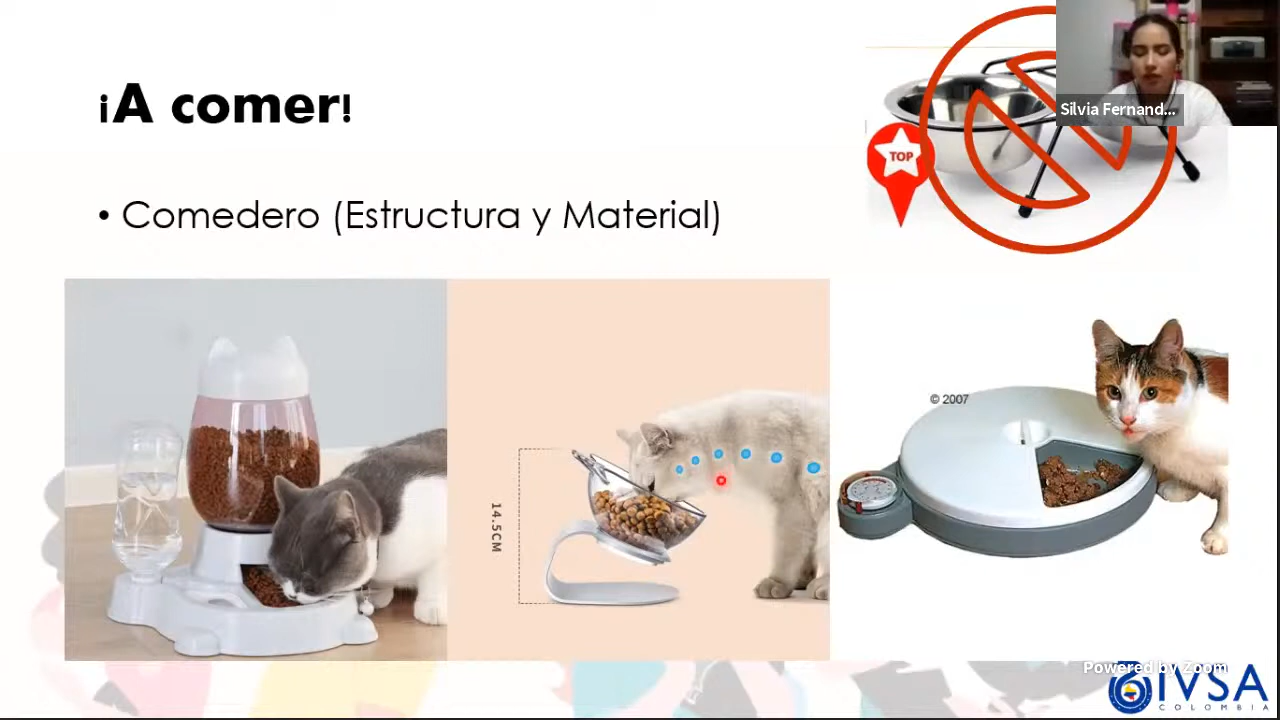 ¡A comer!
Silvia Fernand...
TOP
• Comedero (Estructura y Material)
© 2007
14.5CM
Powered by Zoom
IVSA
COLOMBIA